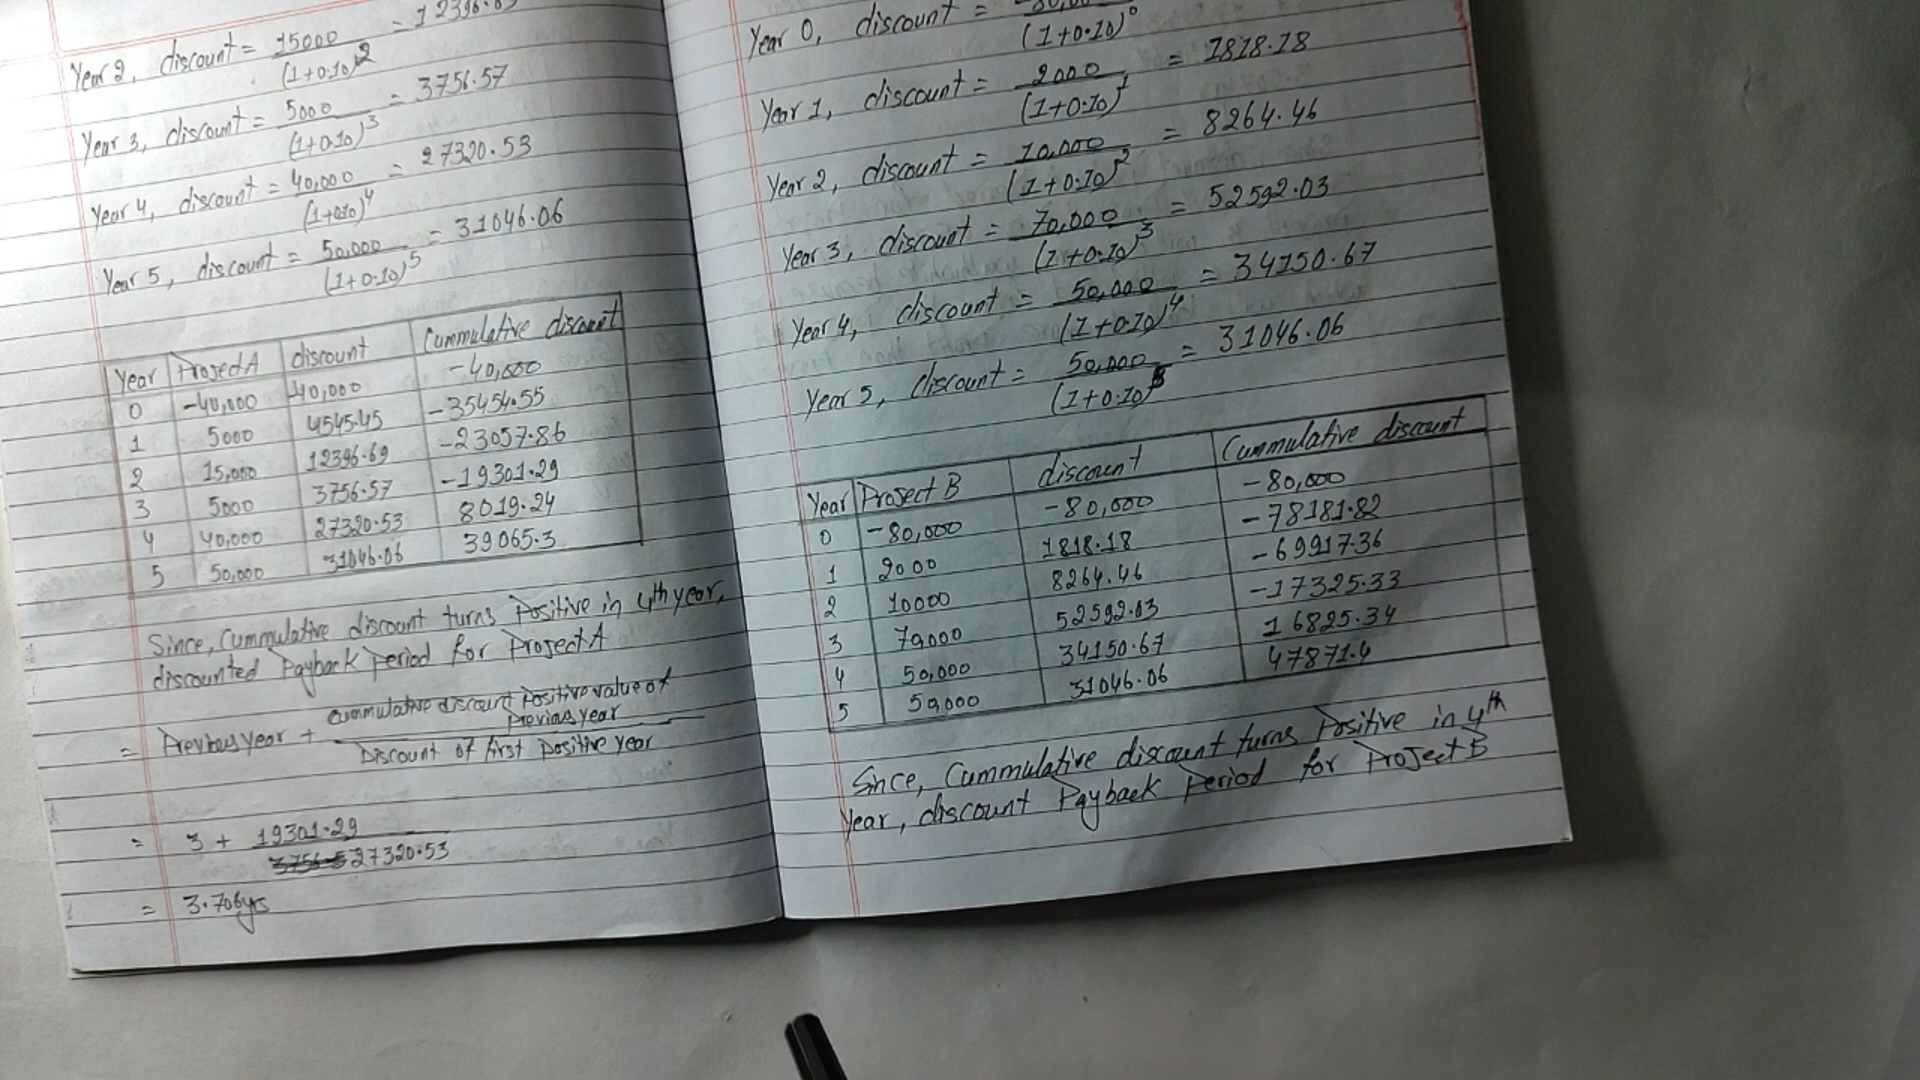 Year 2, discount = 15000 / (1+0.10)^2 = 12396.69
Year 3, discount = 5000 / (1+0.10)^3 = 3756.57
Year 4, discount = 40,000 / (1+0.10)^4 = 27320.53
Year 5, discount = 50,000 / (1+0.10)^5 = 31046.06
Year Project A discount Cummulative discount
0 -40,000 -40,000 -40,000
1 5000 4545.45 -35454.55
2 15,000 12396.69 -23057.86
3 5000 3756.57 -19301.29
4 40,000 27320.53 8019.24
5 50,000 31046.06 39065.3
Since, Cummulative discount turns Positive in 4th year,
discounted Payback Period for Project A
= Previous year + Cummulative discount Positive value of Previous year / Discount of first positive year
= 3 + 19301.29 / 27320.53
= 3.706yrs
Year 0, discount = -80,000 / (1+0.10)^0
Year 1, discount = 2000 / (1+0.10)^1 = 1818.18
Year 2, discount = 10,000 / (1+0.10)^2 = 8264.46
Year 3, discount = 70,000 / (1+0.10)^3 = 52592.03
Year 4, discount = 50,000 / (1+0.10)^4 = 34150.67
Year 5, discount = 50,000 / (1+0.10)^5 = 31046.06
Year Project B discount Cummulative discount
0 -80,000 -80,000 -80,000
1 2000 1818.18 -78181.82
2 10000 8264.46 -69917.36
3 70,000 52592.03 -17325.33
4 50,000 34150.67 16825.34
5 50,000 31046.06 47871.4
Since, Cummulative discount turns Positive in 4th
Year, discount Payback Period for Project B